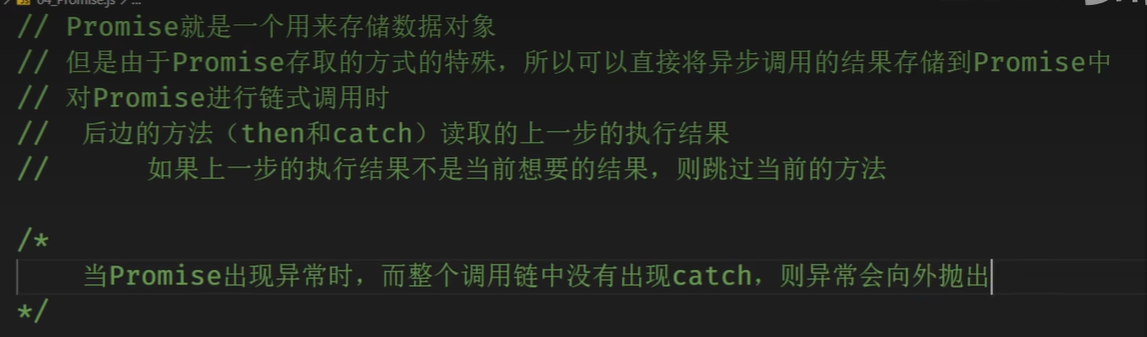 04_Promise.js
// Promise就是一个用来存储数据对象
// 但是由于Promise存取的方式的特殊，所以可以直接将异步调用的结果存储到Promise中
// 对Promise进行链式调用时
// 后边的方法（then和catch）读取的上一步的执行结果
// 如果上一步的执行结果不是当前想要的结果，则跳过当前的方法
/*
当Promise出现异常时，而整个调用链中没有出现catch，则异常会向外抛出
*/